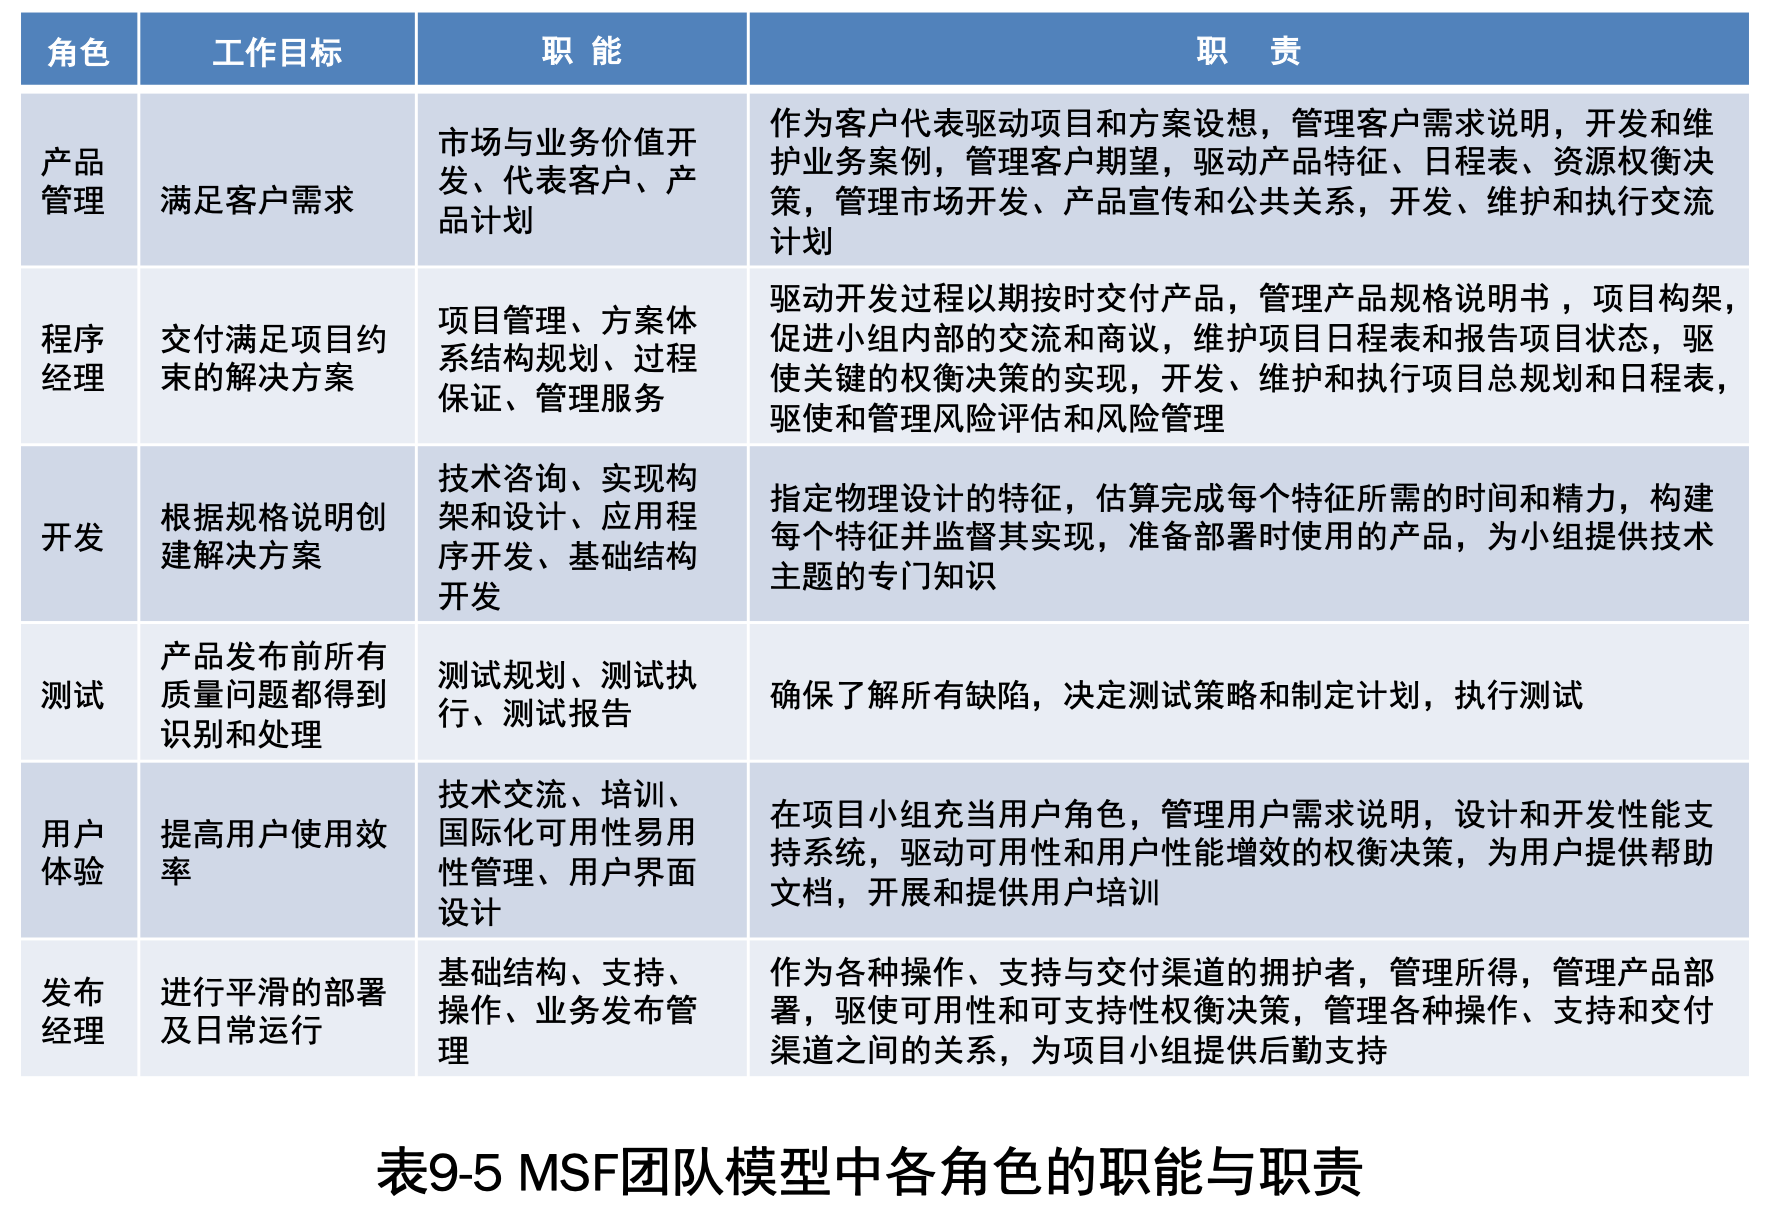 角色
工作目标
职 能
职 责
产品
管理
满足客户需求
市场与业务价值开
发、代表客户、产
品计划
作为客户代表驱动项目和方案设想，管理客户需求说明，开发和维
护业务案例，管理客户期望，驱动产品特征、日程表、资源权衡决
策，管理市场开发、产品宣传和公共关系，开发、维护和执行交流
计划
程序
经理
交付满足项目约
束的解决方案
项目管理、方案体
系结构规划、过程
保证、管理服务
驱动开发过程以期按时交付产品，管理产品规格说明书 ，项目构架，
促进小组内部的交流和商议，维护项目日程表和报告项目状态，驱
使关键的权衡决策的实现，开发、维护和执行项目总规划和日程表，
驱使和管理风险评估和风险管理
开发
根据规格说明创
建解决方案
技术咨询、实现构
架和设计、应用程
序开发、基础结构
开发
指定物理设计的特征，估算完成每个特征所需的时间和精力，构建
每个特征并监督其实现，准备部署时使用的产品，为小组提供技术
主题的专门知识
测试
产品发布前所有
质量问题都得到
识别和处理
测试规划、测试执
行、测试报告
确保了解所有缺陷，决定测试策略和制定计划，执行测试
用户
体验
提高用户使用效
率
技术交流、培训、
国际化可用性易用
性管理、用户界面
设计
在项目小组充当用户角色，管理用户需求说明，设计和开发性能支
持系统，驱动可用性和用户性能增效的权衡决策，为用户提供帮助
文档，开展和提供用户培训
发布
经理
进行平滑的部署
及日常运行
基础结构、支持、
操作、业务发布管
理
作为各种操作、支持与交付渠道的拥护者，管理所得，管理产品部
署，驱使可用性和可支持性权衡决策，管理各种操作、支持和交付
渠道之间的关系，为项目小组提供后勤支持
表9-5 MSF团队模型中各角色的职能与职责